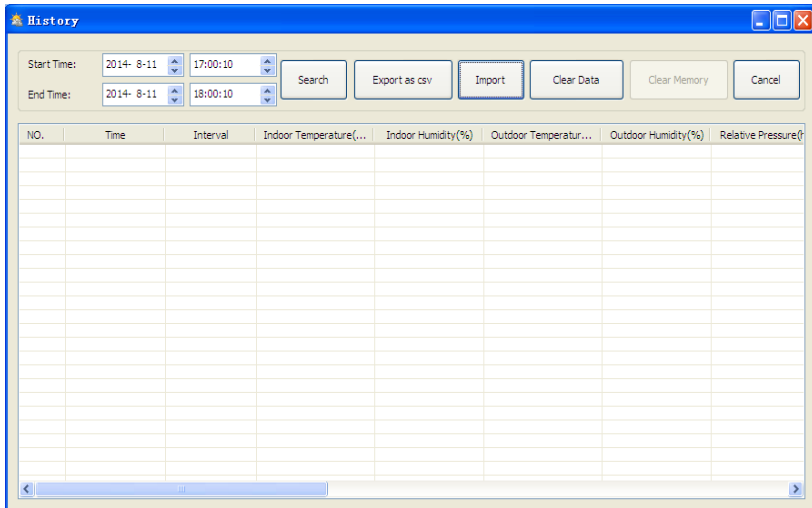 History
Start Time: 2014- 8-11 17:00:10
End Time: 2014- 8-11 18:00:10
Search Export as csv Import Clear Data Clear Memory Cancel
NO. Time Interval Indoor Temperature(... Indoor Humidity(%) Outdoor Temperatur... Outdoor Humidity(%) Relative Pressure(h